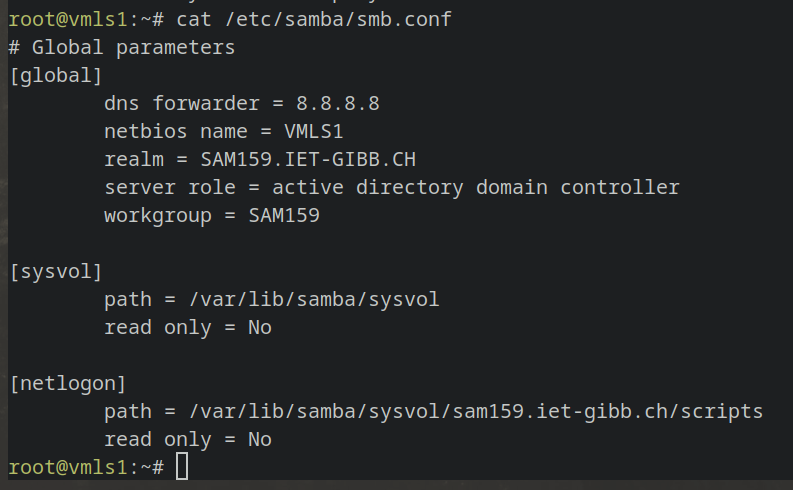 root@vmls1:~# cat /etc/samba/smb.conf
# Global parameters
[global]
dns forwarder = 8.8.8.8
netbios name = VMLS1
realm = SAM159.IET-GIBB.CH
server role = active directory domain controller
workgroup = SAM159
[sysvol]
path = /var/lib/samba/sysvol
read only = No
[netlogon]
path = /var/lib/samba/sysvol/sam159.iet-gibb.ch/scripts
read only = No
root@vmls1:~#